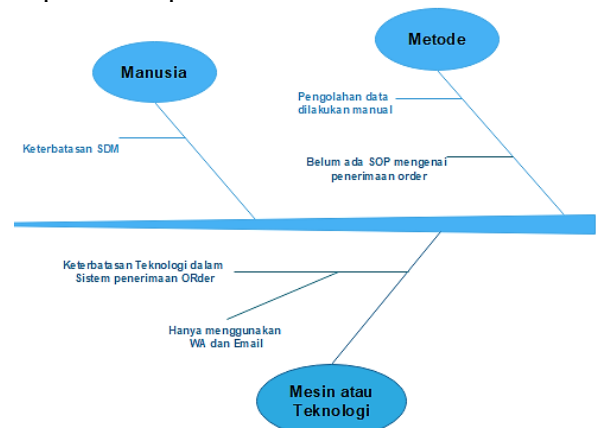 Metode
Manusia
Pengolahan data
dilakukan manual
Keterbatasan SDM
Belum ada SOP mengenai
penerimaan order
Keterbatasan Teknologi dalam
Sistem penerimaan ORder
Hanya menggunakan
WA dan Email
Mesin atau
Teknologi